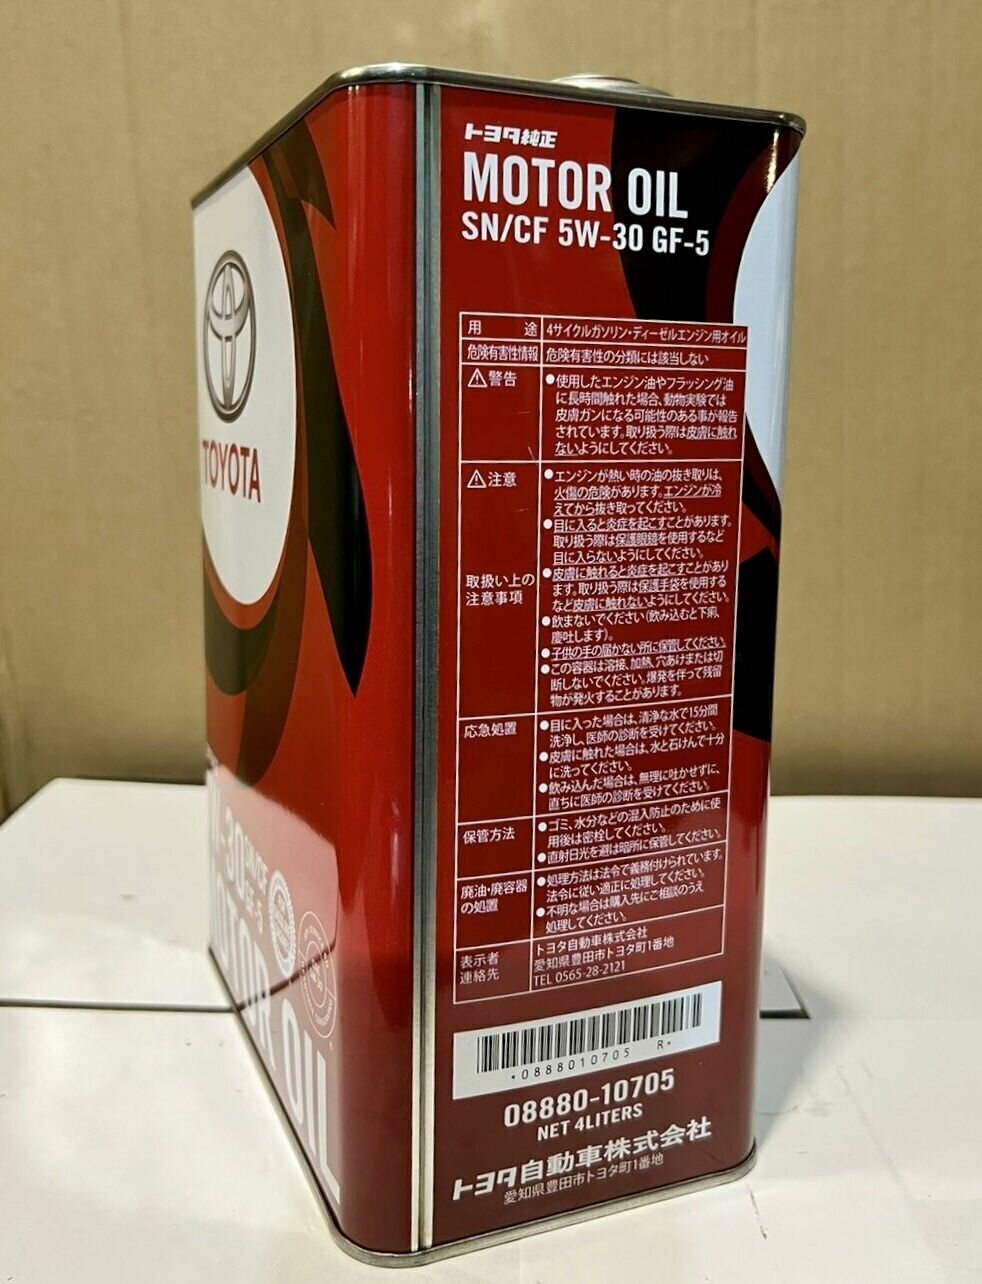 TOYOTA
W-30
MOTOR OIL
トヨタ純正
MOTOR OIL
SN/CF 5W-30 GF-5
用途 4サイクルガソリン・ディーゼルエンジン用オイル
危険有害性情報 危険有害性の分類には該当しない
⚠警告
●使用したエンジン油やフラッシング油
に長時間触れた場合、動物実験では
皮膚ガンになる可能性のある事が報告
されています。取り扱う際は皮膚に触れ
ないようにしてください。
⚠注意
取扱い上の
注意事項
●エンジンが熱い時の油の抜き取りは、
火傷の危険があります。エンジンが冷
えてから抜き取ってください。
●目に入ると炎症を起こすことがあります。
取り扱う際は保護眼鏡を使用するなど
目に入らないようにしてください。
●皮膚に触れると炎症を起こすことがあり
ます。取り扱う際は保護手袋を使用する
など皮膚に触れないようにしてください。
●飲まないでください(飲み込むと下痢、
慶吐します)。
●子供の手の届かない所に保管してください。
●この容器は溶接、加熱、穴あけまたは切
断しないでください。爆発を伴って残留
物が発火することがあります。
応急処置
●目に入った場合は、清浄な水で15分間
洗浄し、医師の診断を受けてください。
●皮膚に触れた場合は、水と石けんで十分
に洗ってください。
●飲み込んだ場合は、無理に吐かせずに、
直ちに医師の診断を受けてください。
保管方法
●ゴミ、水分などの混入防止のために使
用後は密栓してください。
●直射日光を避け暗所に保管してください。
廃油・廃容器
の処置
●処理方法は法令で義務付けられています。
法令に従い適正に処理してください。
●不明な場合は購入先にご相談のうえ
処理してください。
表示者
連絡先
トヨタ自動車株式会社
愛知県豊田市トヨタ町1番地
TEL 0565-28-2121
*0888010705 R*
08880-10705
NET 4LITERS
トヨタ自動車株式会社
愛知県豊田市トヨタ町1番地